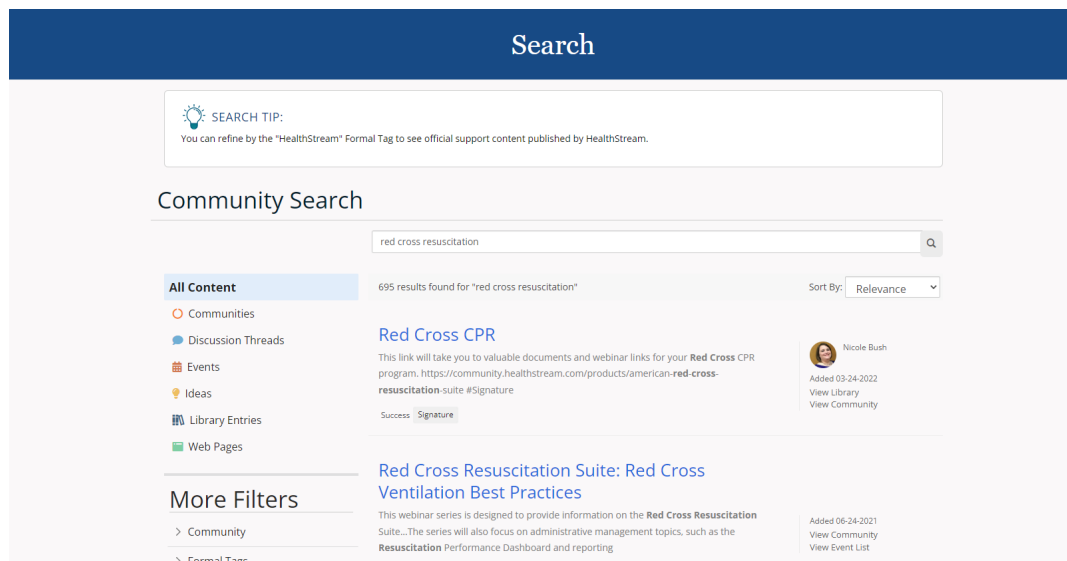 Search
SEARCH TIP:
You can refine by the "HealthStream" Formal Tag to see official support content published by HealthStream.
Community Search
red cross resuscitation
All Content
Communities
Discussion Threads
Events
Ideas
Library Entries
Web Pages
More Filters
Community
Formal Tags
695 results found for "red cross resuscitation"
Sort By: Relevance
Red Cross CPR
This link will take you to valuable documents and webinar links for your Red Cross CPR
program. https://community.healthstream.com/products/american-red-cross-
resuscitation-suite #Signature
Success Signature
Nicole Bush
Added 03-24-2022
View Library
View Community
Red Cross Resuscitation Suite: Red Cross
Ventilation Best Practices
This webinar series is designed to provide information on the Red Cross Resuscitation
Suite...The series will also focus on administrative management topics, such as the
Resuscitation Performance Dashboard and reporting
Added 06-24-2021
View Community
View Event List